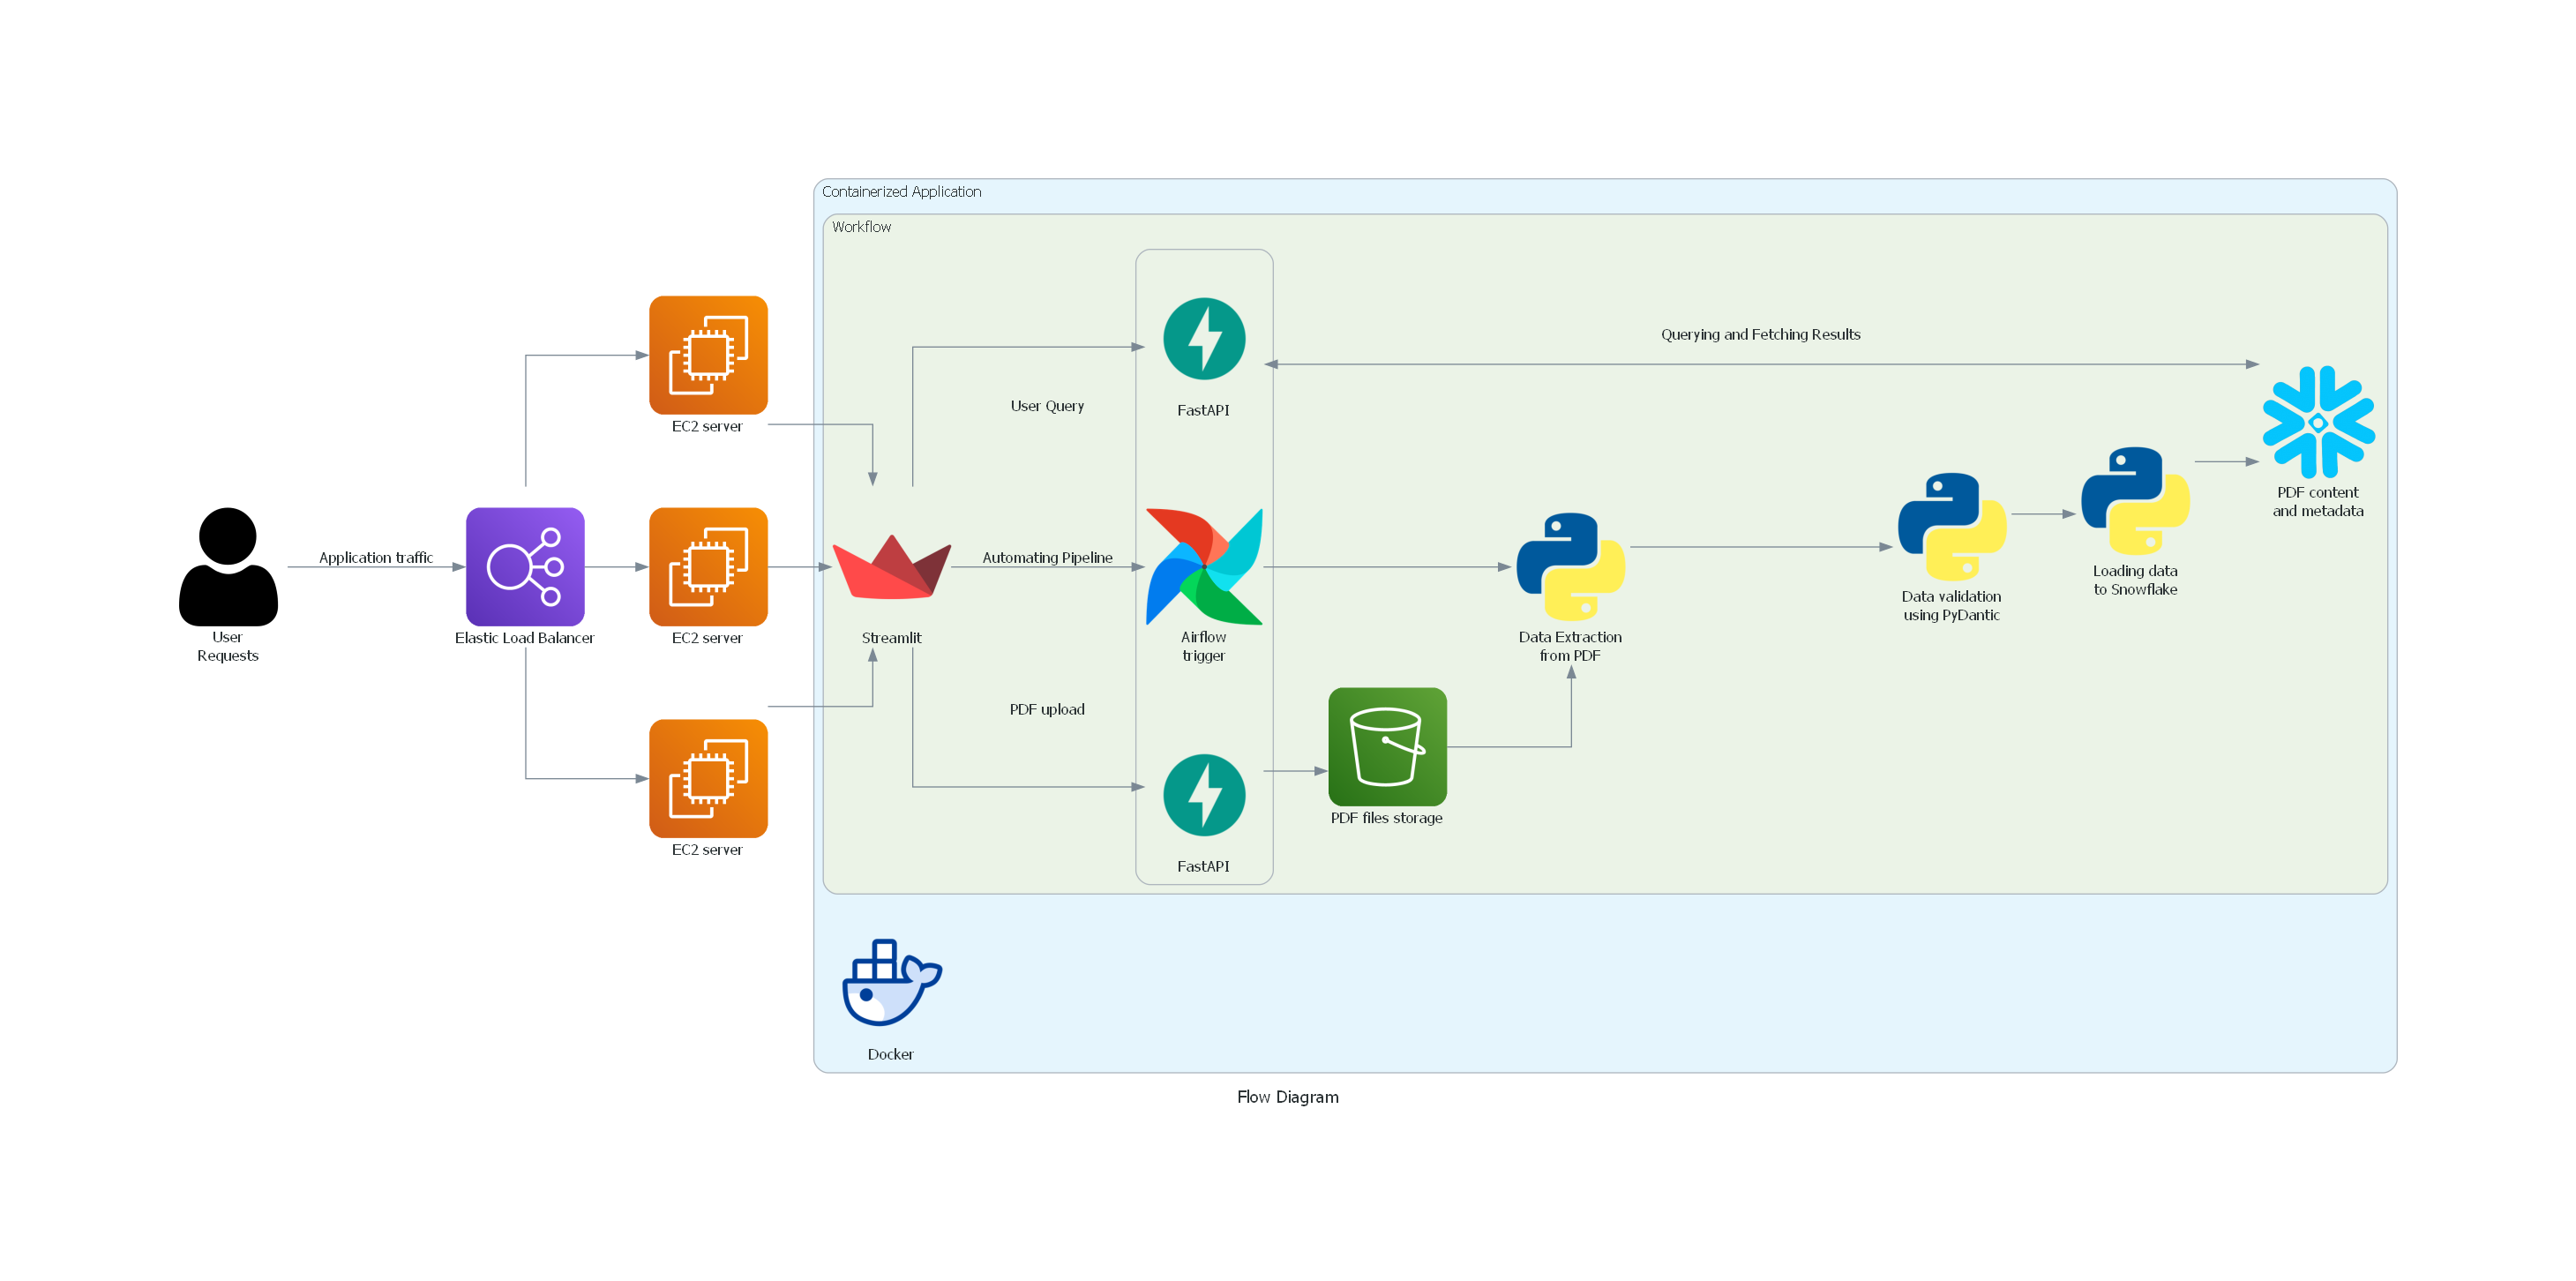 Containerized Application
Workflow
Querying and Fetching Results
User Query
FastAPI
EC2 server
PDF content
and metadata
Application traffic
Automating Pipeline
Loading data
to Snowflake
Data validation
using PyDantic
User
Requests
Elastic Load Balancer
EC2 server
Streamlit
Airflow
trigger
Data Extraction
from PDF
PDF upload
PDF files storage
EC2 server
FastAPI
Docker
Flow Diagram